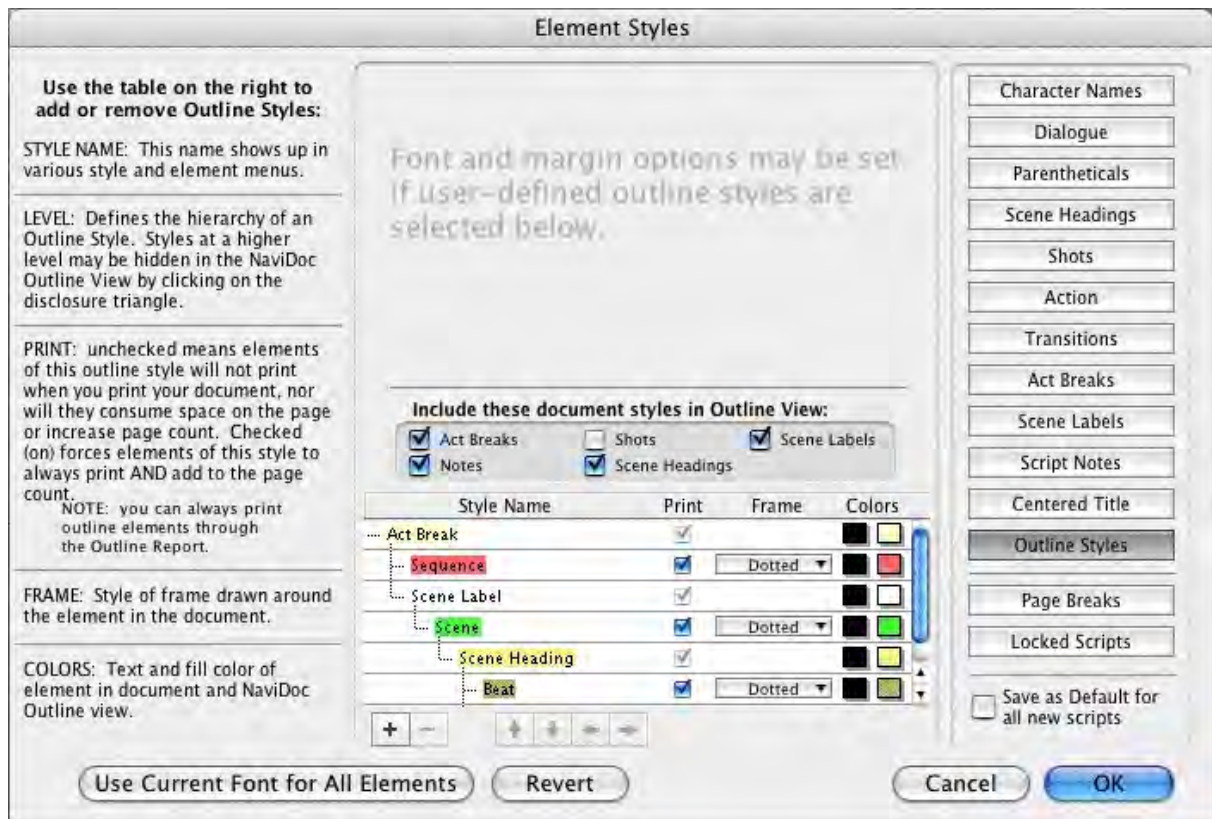 Element Styles
Use the table on the right to
add or remove Outline Styles:
STYLE NAME: This name shows up in
various style and element menus.
LEVEL: Defines the hierarchy of an
Outline Style. Styles at a higher
level may be hidden in the NaviDoc
Outline View by clicking on the
disclosure triangle.
PRINT: unchecked means elements
of this outline style will not print
when you print your document, nor
will they consume space on the page
or increase page count. Checked
(on) forces elements of this style to
always print AND add to the page
count.
NOTE: you can always print
outline elements through
the Outline Report.
FRAME: Style of frame drawn around
the element in the document.
COLORS: Text and fill color of
element in document and NaviDoc
Outline view.
Font and margin options may be set
if user-defined outline styles are
selected below.
Include these document styles in Outline View:
Act Breaks Shots Scene Labels
Notes Scene Headings
Style Name Print Frame Colors
Act Break
Sequence Dotted
Scene Label
Scene Dotted
Scene Heading
Beat Dotted
+ -
Character Names
Dialogue
Parentheticals
Scene Headings
Shots
Action
Transitions
Act Breaks
Scene Labels
Script Notes
Centered Title
Outline Styles
Page Breaks
Locked Scripts
Save as Default for
all new scripts
Use Current Font for All Elements Revert Cancel OK